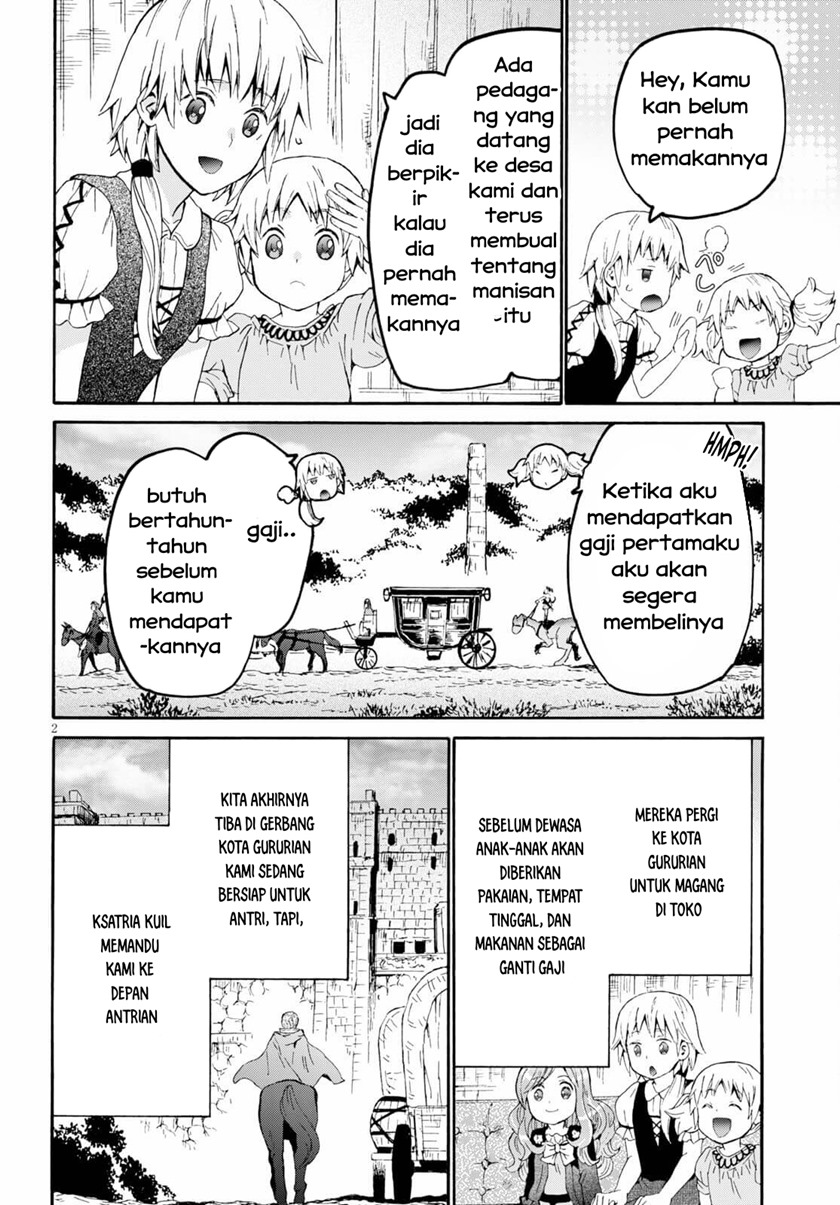 Hey, Kamu
kan belum
pernah
memakannya
ペし
Ada
pedaga-
ng yang
datang
ke desa
kami dan
terus
membual
tentang
manisan
-itu
jadi
dia
berpik-
ir
kalau
dia
pernah
mema-
kannya
HMPH!
Ketika aku
mendapatkan
gaji pertamaku
aku akan
segera
membelinya
gaji..
butuh
bertahun-
tahun
sebelum
kamu
mendapat
-kannya
2
MEREKA PERGI
KE KOTA
GURURIAN
UNTUK MAGANG
DI TOKO
SEBELUM DEWASA
ANAK-ANAK AKAN
DIBERIKAN
PAKAIAN, TEMPAT
TINGGAL, DAN
MAKANAN SEBAGAI
GANTI GAJI
KITA AKHIRNYA
TIBA DI GERBANG
KOTA GURURIAN
KAMI SEDANG
BERSIAP UNTUK
ANTRI, TAPI,
KSATRIA KUIL
MEMANDU
KAMI KE
DEPAN
ANTRIAN